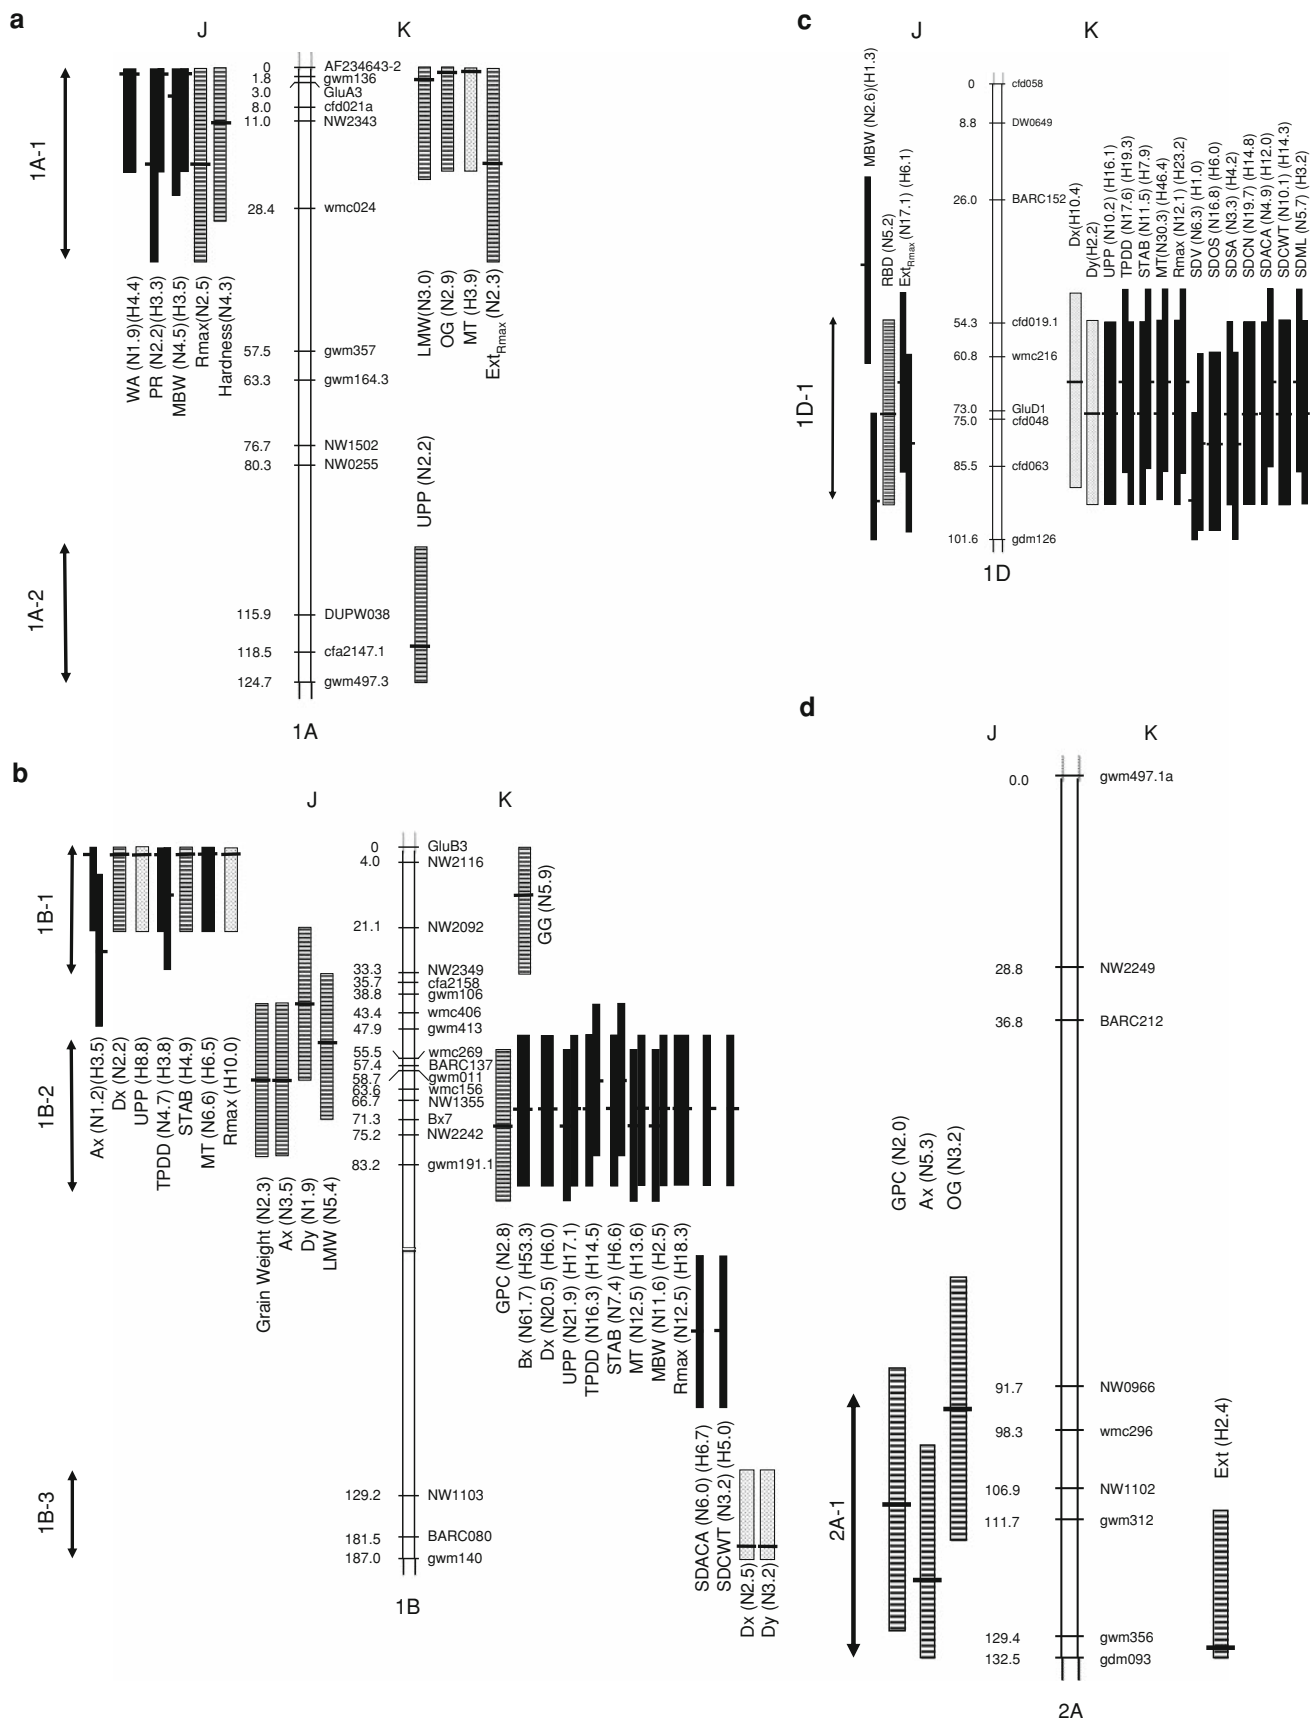 a
J
K
0 AF234643-2
1.8 gwm136
3.0 GluA3
8.0 cfd021a
11.0 NW2343
28.4 wmc024
57.5 gwm357
63.3 gwm164.3
76.7 NW1502
80.3 NW0255
115.9 DUPW038
118.5 cfa2147.1
124.7 gwm497.3
1A-1
1A-2
WA (N1.9)(H4.4)
PR (N2.2)(H3.3)
MBW (N4.5)(H3.5)
Rmax(N2.5)
Hardness(N4.3)
LMW(N3.0)
OG (N2.9)
MT (H3.9)
ExtRmax (N2.3)
UPP (N2.2)
1A
b
J
K
0 GluB3
4.0 NW2116
21.1 NW2092
33.3 NW2349
35.7 cfa2158
38.8 gwm106
43.4 wmc406
47.9 gwm413
55.5 wmc269
57.4 BARC137
58.7 gwm011
63.6 wmc156
66.7 NW1355
71.3 Bx7
75.2 NW2242
83.2 gwm191.1
129.2 NW1103
181.5 BARC080
187.0 gwm140
1B-1
1B-2
1B-3
Ax (N1.2)(H3.5)
Dx (N2.2)
UPP (H8.8)
TPDD (N4.7) (H3.8)
STAB (H4.9)
MT (N6.6) (H6.5)
Rmax (H10.0)
Grain Weight (N2.3)
Ax (N3.5)
Dy (N1.9)
LMW (N5.4)
GG (N5.9)
GPC (N2.8)
Bx (N61.7) (H53.3)
Dx (N20.5) (H6.0)
UPP (N21.9) (H17.1)
TPDD (N16.3) (H14.5)
STAB (N7.4) (H6.6)
MT (N12.5) (H13.6)
MBW (N11.6) (H2.5)
Rmax (N12.5) (H18.3)
SDACA (N6.0) (H6.7)
SDCWT (N3.2) (H5.0)
Dx (N2.5)
Dy (N3.2)
1B
c
J
K
0 cfd058
8.8 DW0649
26.0 BARC152
54.3 cfd019.1
60.8 wmc216
73.0 GluD1
75.0 cfd048
85.5 cfd063
101.6 gdm126
1D-1
MBW (N2.6)(H1.3)
RBD (N5.2)
ExtRmax (N17.1) (H6.1)
Dx(H10.4)
Dy(H2.2)
UPP (N10.2) (H16.1)
TPDD (N17.6) (H19.3)
STAB (N11.5) (H7.9)
MT(N30.3) (H46.4)
Rmax (N12.1) (H23.2)
SDV (N6.3) (H1.0)
SDOS (N16.8) (H6.0)
SDSA (N3.3) (H4.2)
SDCN (N19.7) (H14.8)
SDACA (N4.9) (H12.0)
SDCWT (N10.1) (H14.3)
SDML (N5.7) (H3.2)
1D
d
J
K
0.0 gwm497.1a
28.8 NW2249
36.8 BARC212
91.7 NW0966
98.3 wmc296
106.9 NW1102
111.7 gwm312
129.4 gwm356
132.5 gdm093
2A-1
GPC (N2.0)
Ax (N5.3)
OG (N3.2)
Ext (H2.4)
2A